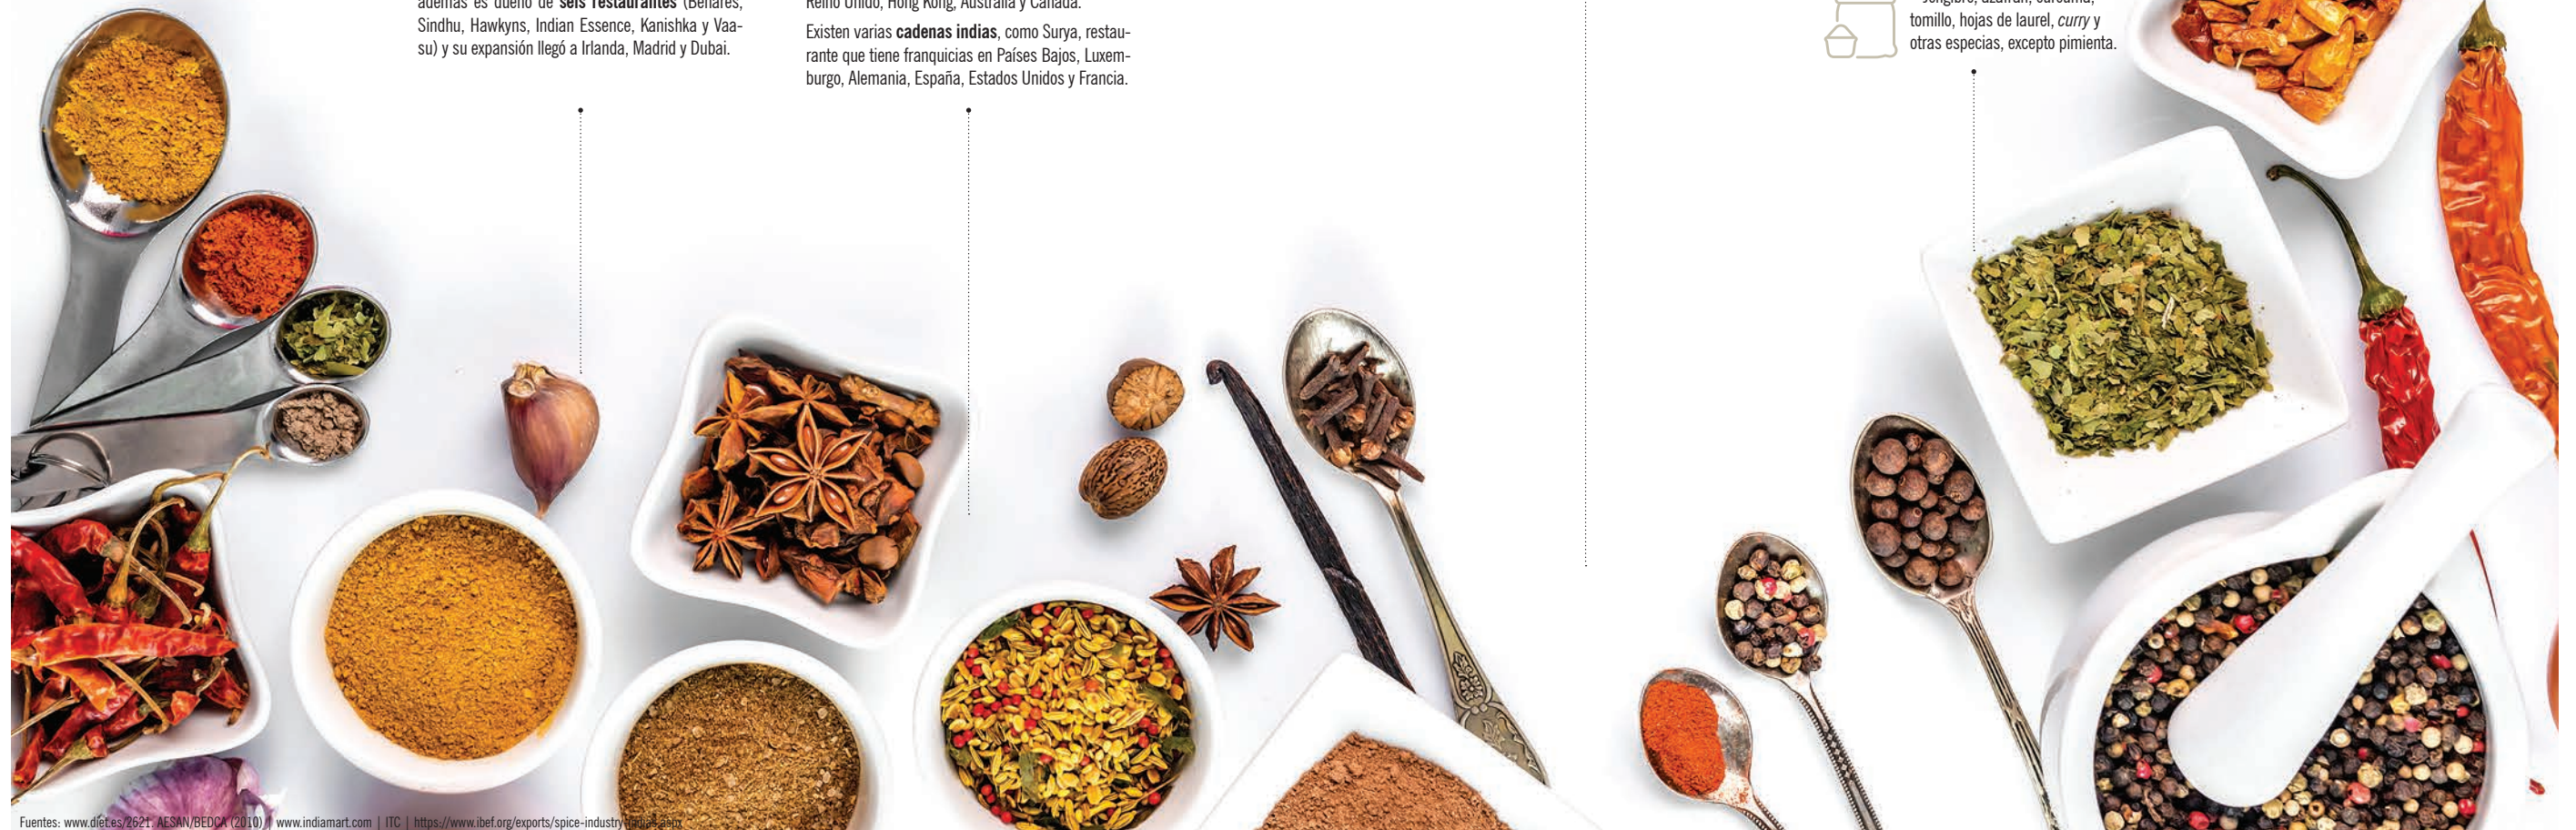 además es dueño de seis restaurantes (Benares,
Sindhu, Hawkyns, Indian Essence, Kanishka y Vaa-
su) y su expansión llegó a Irlanda, Madrid y Dubai.
Reino Unido, Hong Kong, Australia y Canadá.
Existen varias cadenas indias, como Surya, restau-
rante que tiene franquicias en Países Bajos, Luxem-
burgo, Alemania, España, Estados Unidos y Francia.
jengibre, azafrán, cúrcuma,
tomillo, hojas de laurel, curry y
otras especias, excepto pimienta.
Fuentes: www.diet.es/2621. AESAN/BEDCA (2010) | www.indiamart.com | ITC | https://www.ibef.org/exports/spice-industry-indias.aspx